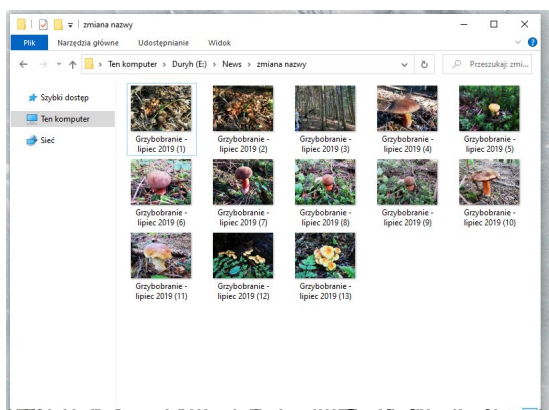 zmiana nazwy
Plik Narzędzia główne Udostępnianie Widok
Ten komputer > Duryh (E:) > News > zmiana nazwy
Przeszukaj: zmi...
Szybki dostęp
Ten komputer
Sieć
Grzybobranie -
lipiec 2019 (1)
Grzybobranie -
lipiec 2019 (2)
Grzybobranie -
lipiec 2019 (3)
Grzybobranie -
lipiec 2019 (4)
Grzybobranie -
lipiec 2019 (5)
Grzybobranie -
lipiec 2019 (6)
Grzybobranie -
lipiec 2019 (7)
Grzybobranie -
lipiec 2019 (8)
Grzybobranie -
lipiec 2019 (9)
Grzybobranie -
lipiec 2019 (10)
Grzybobranie -
lipiec 2019 (11)
Grzybobranie -
lipiec 2019 (12)
Grzybobranie -
lipiec 2019 (13)